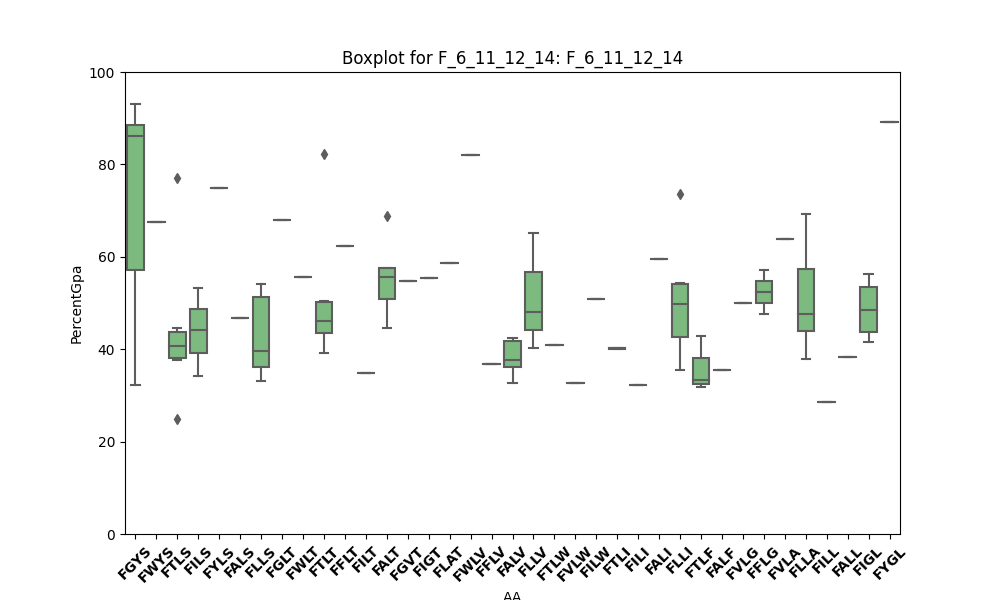 Boxplot for F_6_11_12_14: F_6_11_12_14
PercentGpa
100
80
60
40
20
0
FGYS
FWYS
FTLS
FILS
FYLS
FALS
FLLS
FGLT
FWLT
FTLT
FFLT
FILT
FALT
FGVT
FIGT
FLAT
FWLV
FFLV
FALV
FLLV
FTLW
FVLW
FILW
FTLI
FILI
FALI
FLLI
FTLF
FALF
FVLG
FFLG
FVLA
FLLA
FILL
FALL
FIGL
FYGL
AA